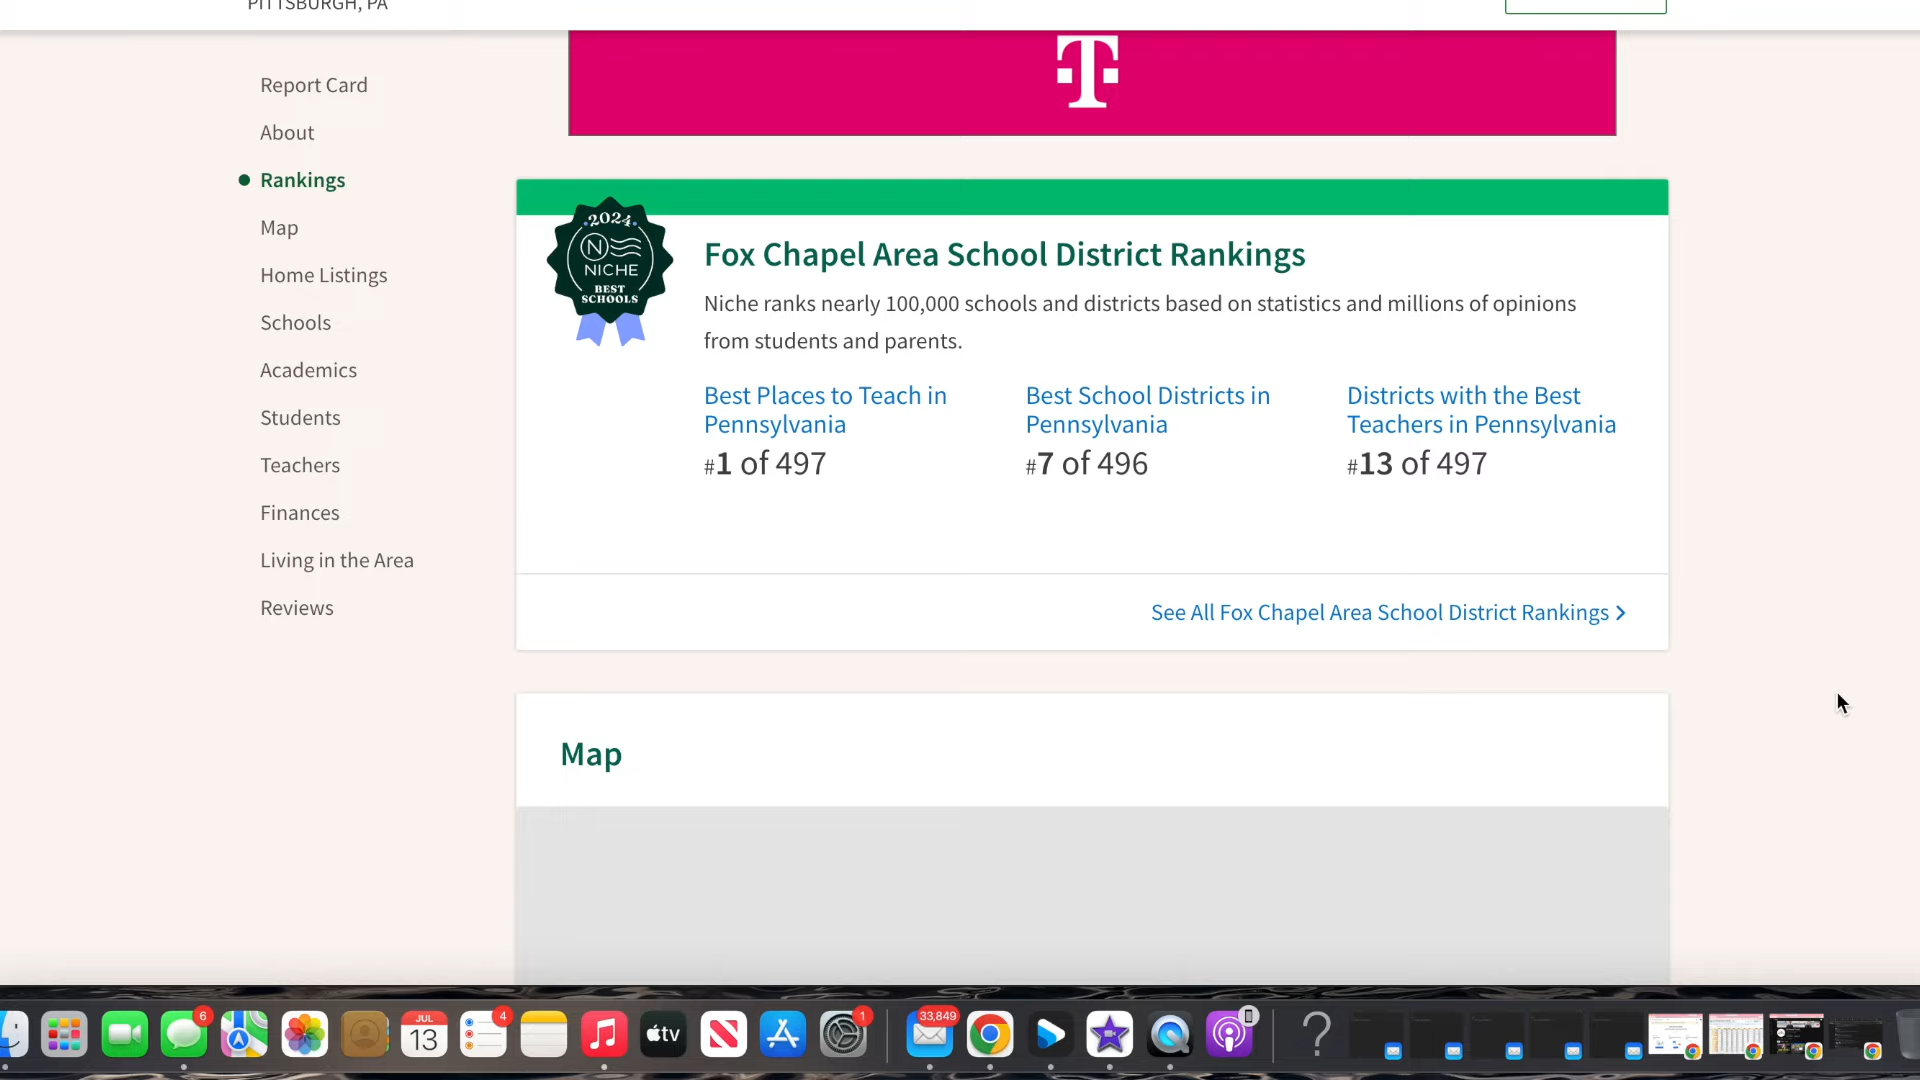 PITTSBURGH, PA
T
Report Card
About
Rankings
Map
Home Listings
Schools
Academics
Students
Teachers
Finances
Living in the Area
Reviews
2024
N
NICHE
BEST
SCHOOLS
Fox Chapel Area School District Rankings
Niche ranks nearly 100,000 schools and districts based on statistics and millions of opinions
from students and parents.
Best Places to Teach in
Pennsylvania
#1 of 497
Best School Districts in
Pennsylvania
#7 of 496
Districts with the Best
Teachers in Pennsylvania
#13 of 497
See All Fox Chapel Area School District Rankings >
Map
6
JUL
13
4
tv
1
33,849
?